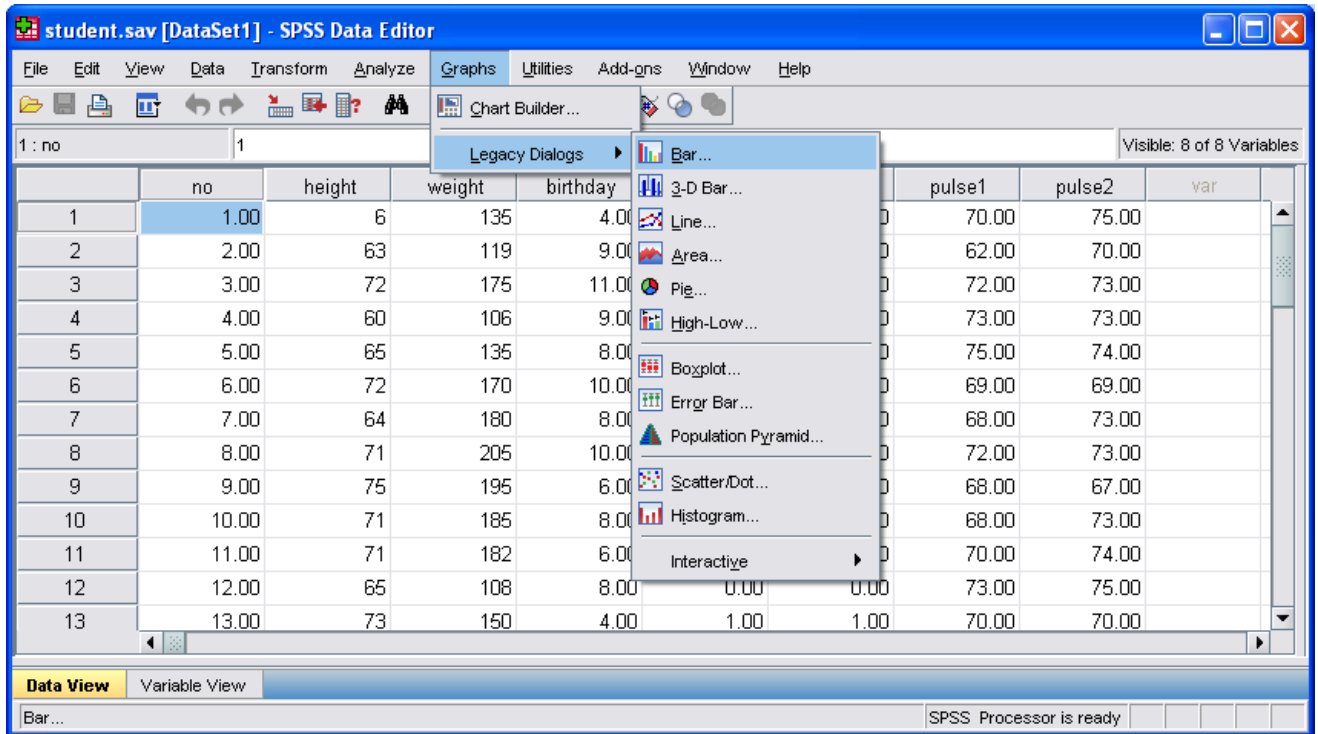 student.sav [DataSet1] - SPSS Data Editor
File Edit View Data Transform Analyze Graphs Utilities Add-ons Window Help
Chart Builder...
1 : no 1 Legacy Dialogs Bar... Visible: 8 of 8 Variables
no height weight birthday 3-D Bar... pulse1 pulse2 var
1 1.00 6 135 4.00 Line... 70.00 75.00
2 2.00 63 119 9.00 Area... 62.00 70.00
3 3.00 72 175 11.00 Pie... 72.00 73.00
4 4.00 60 106 9.00 High-Low... 73.00 73.00
5 5.00 65 135 8.00 Boxplot... 75.00 74.00
6 6.00 72 170 10.00 Error Bar... 69.00 69.00
7 7.00 64 180 8.00 Population Pyramid... 68.00 73.00
8 8.00 71 205 10.00 72.00 73.00
9 9.00 75 195 6.00 Scatter/Dot... 68.00 67.00
10 10.00 71 185 8.00 Histogram... 68.00 73.00
11 11.00 71 182 6.00 Interactive 70.00 74.00
12 12.00 65 108 8.00 0.00 0.00 73.00 75.00
13 13.00 73 150 4.00 1.00 1.00 70.00 70.00
Data View Variable View
Bar... SPSS Processor is ready